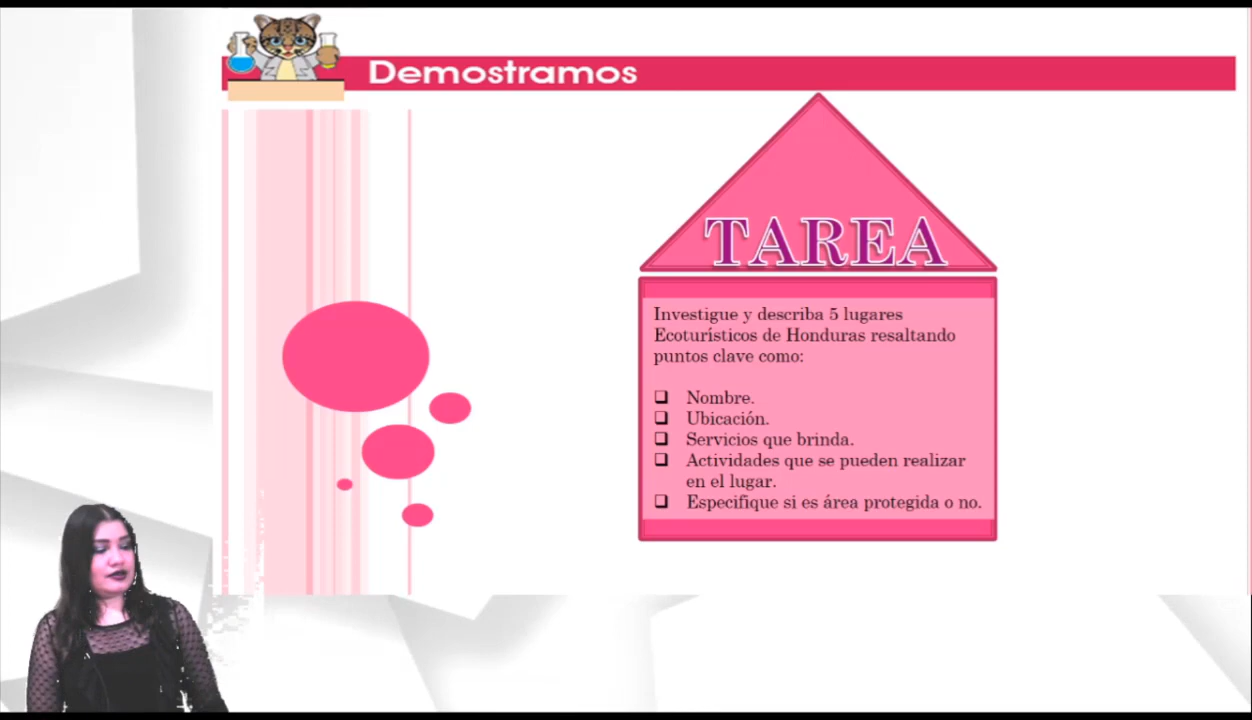 Demostramos
TAREA
Investigue y describa 5 lugares
Ecoturísticos de Honduras resaltando
puntos clave como:
❑ Nombre.
❑ Ubicación.
❑ Servicios que brinda.
❑ Actividades que se pueden realizar
en el lugar.
❑ Especifique si es área protegida o no.